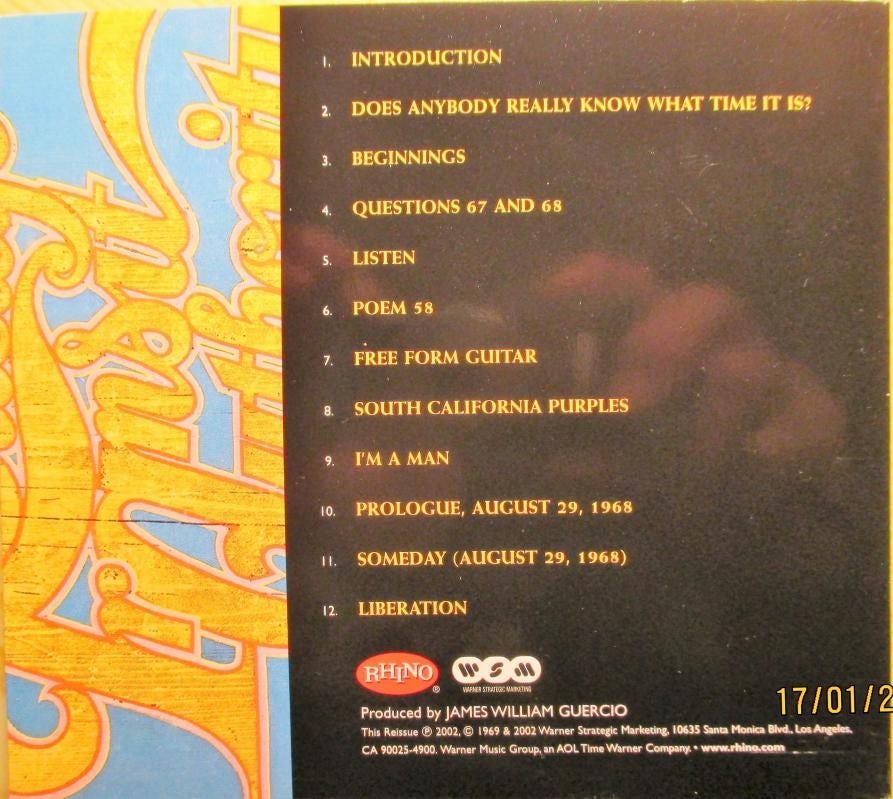 1. INTRODUCTION
2. DOES ANYBODY REALLY KNOW WHAT TIME IT IS?
3. BEGINNINGS
4. QUESTIONS 67 AND 68
5. LISTEN
6. POEM 58
7. FREE FORM GUITAR
8. SOUTH CALIFORNIA PURPLES
9. I'M A MAN
10. PROLOGUE, AUGUST 29, 1968
11. SOMEDAY (AUGUST 29, 1968)
12. LIBERATION
RHINO ® WSM
WARNER STRATEGIC MARKETING
17/01/2
Produced by JAMES WILLIAM GUERCIO
This Reissue ℗ 2002, © 1969 & 2002 Warner Strategic Marketing, 10635 Santa Monica Blvd., Los Angeles,
CA 90025-4900. Warner Music Group, an AOL Time Warner Company. • www.rhino.com